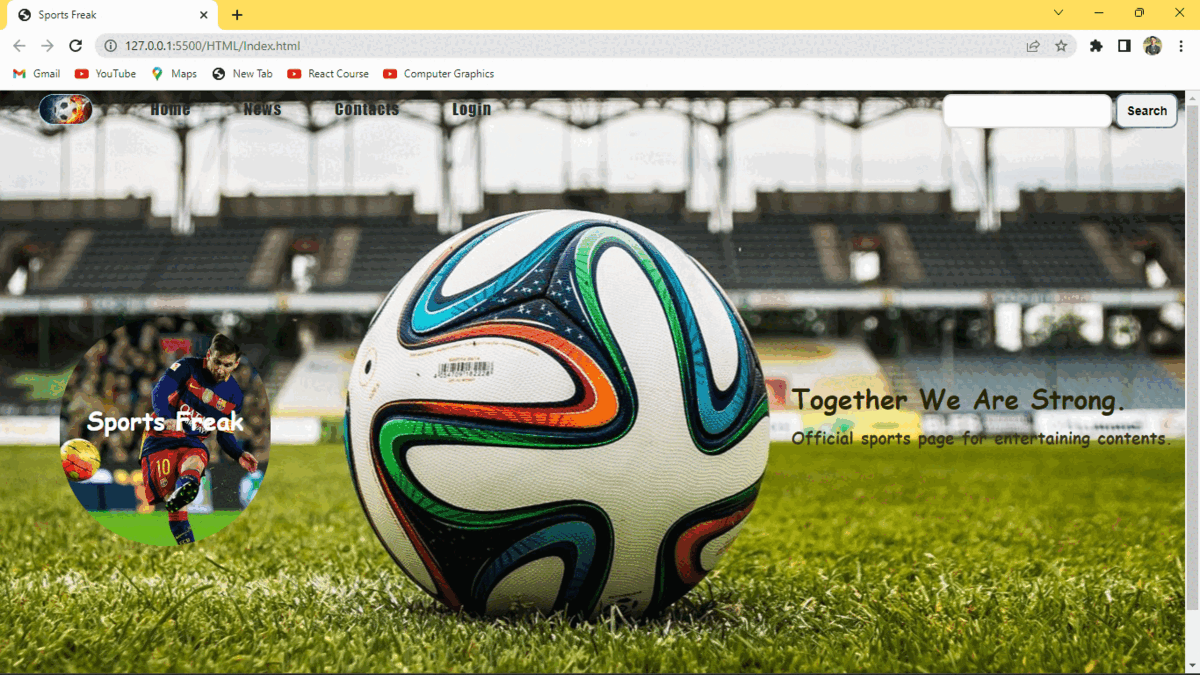 Sports Freak
127.0.0.1:5500/HTML/Index.html
Gmail YouTube Maps New Tab React Course Computer Graphics
Home News Contacts Login Search
Together We Are Strong.
Sports Freak
Official sports page for entertaining contents.
10